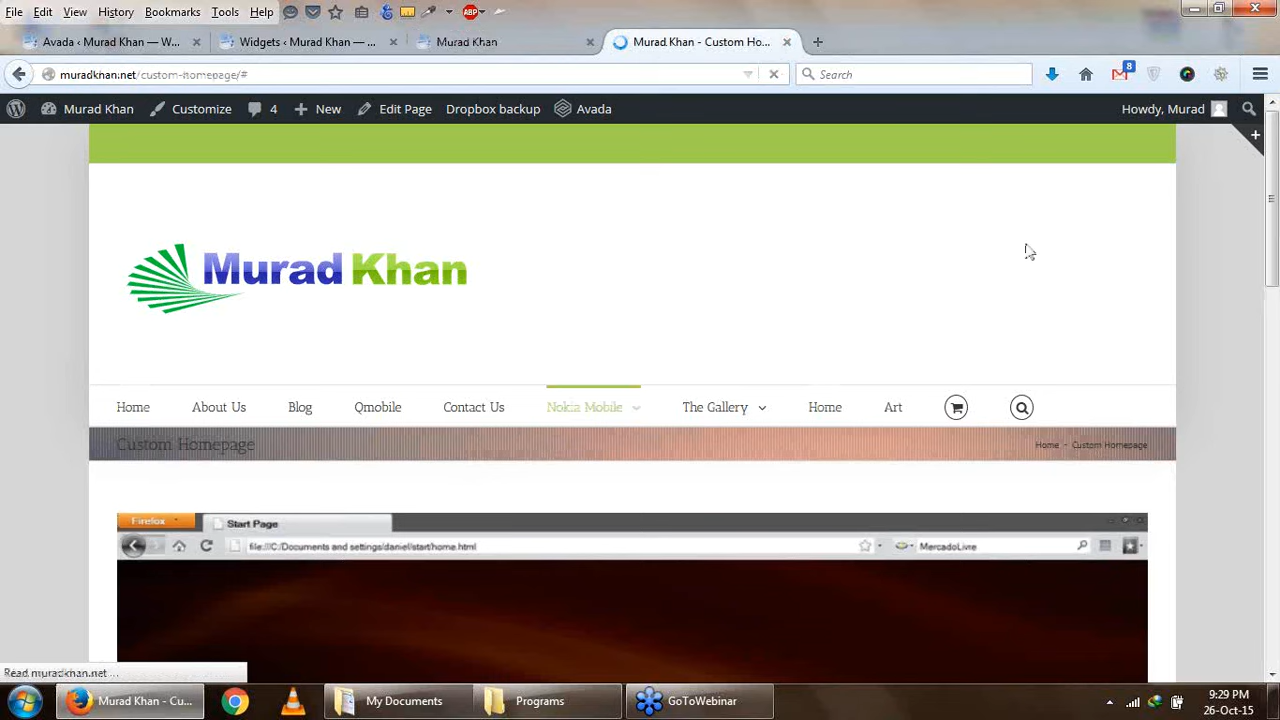 File Edit View History Bookmarks Tools Help ABP
Avada ‹ Murad Khan — W... Widgets ‹ Murad Khan — ... Murad Khan Murad Khan - Custom Ho...
muradkhan.net/custom-homepage/# Search 8
Murad Khan Customize 4 New Edit Page Dropbox backup Avada Howdy, Murad
Murad Khan
Home About Us Blog Qmobile Contact Us Nokia Mobile The Gallery Home Art
Custom Homepage Home - Custom Homepage
Firefox Start Page
file:///C:/Documents and settings/daniel/start/home.html MercadoLivre
Read muradkhan.net ...
Murad Khan - Cu... My Documents Programs GoToWebinar 9:29 PM
26-Oct-15